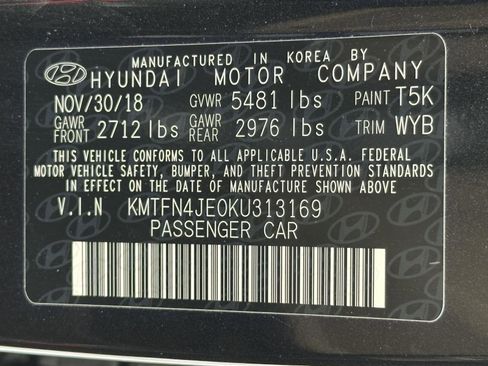 MANUFACTURED IN KOREA BY
HYUNDAI MOTOR COMPANY
NOV/30/18 GVWR 5481 lbs PAINT T5K
GAWR FRONT 2712 lbs GAWR REAR 2976 lbs TRIM WYB
THIS VEHICLE CONFORMS TO ALL APPLICABLE U.S.A. FEDERAL
MOTOR VEHICLE SAFETY, BUMPER, AND THEFT PREVENTION STANDARDS
IN EFFECT ON THE DATE OF MANUFACTURE SHOWN ABOVE.
V.I.N KMTFN4JE0KU313169
PASSENGER CAR